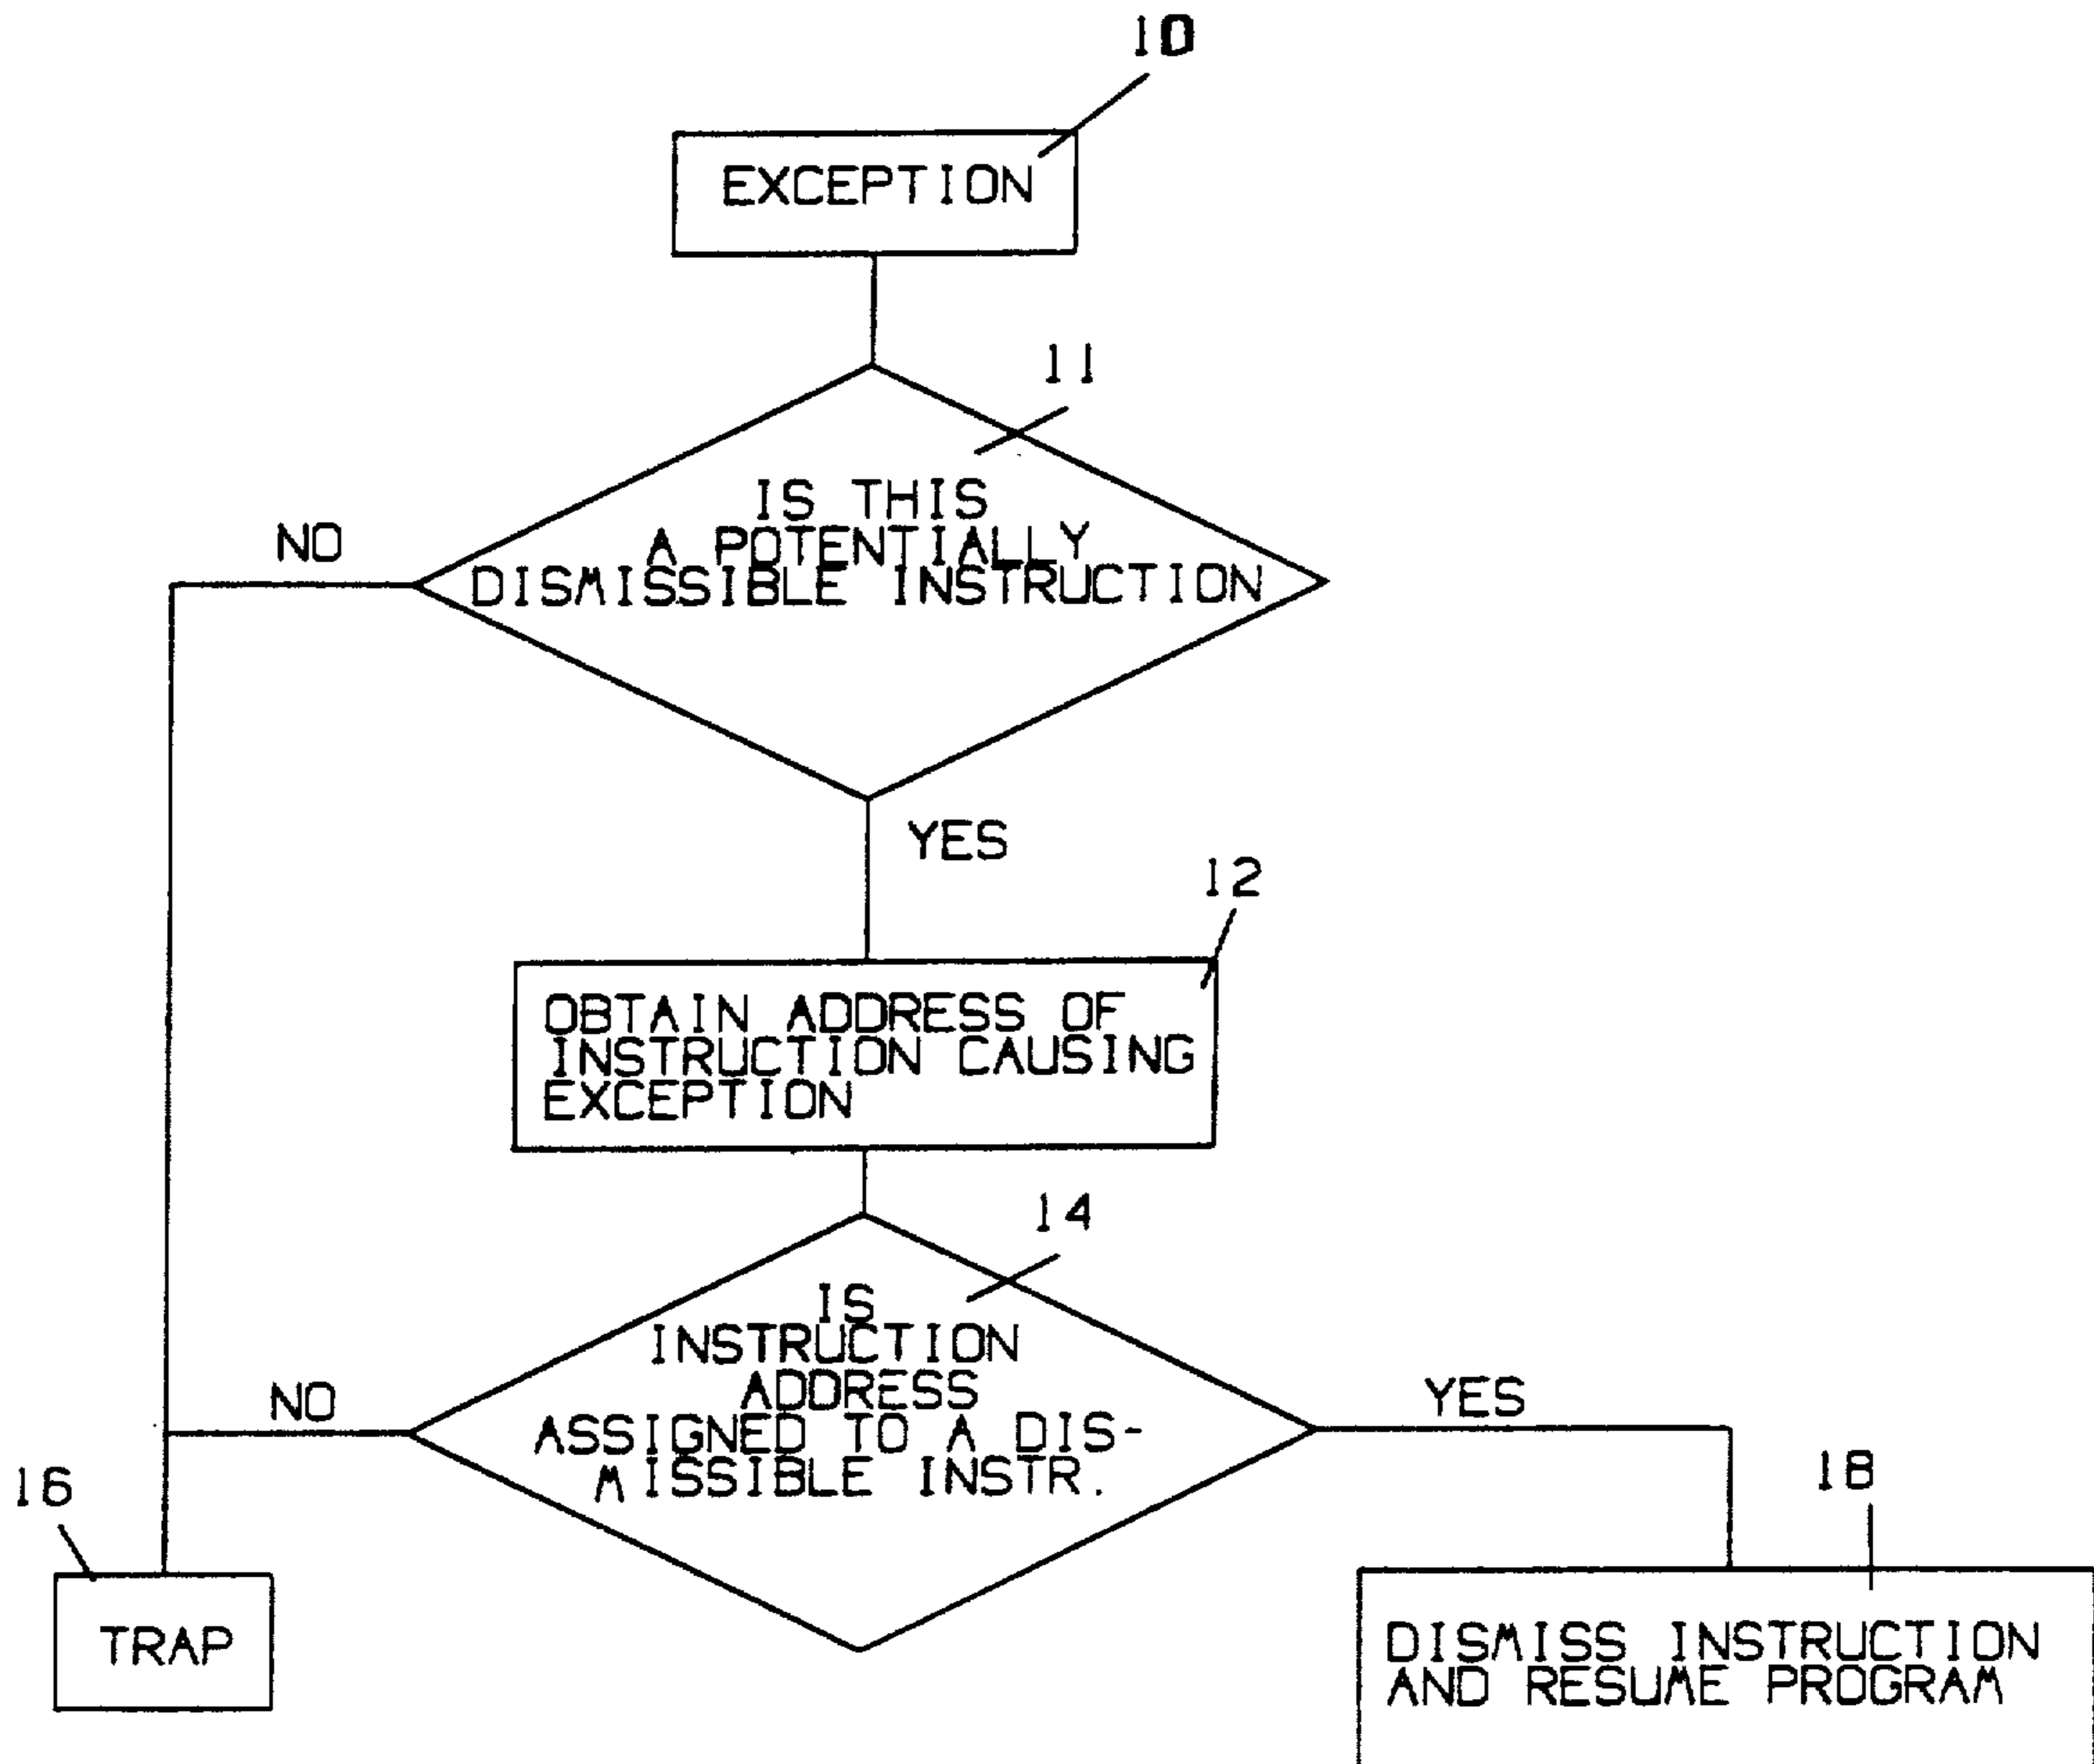 10
EXCEPTION
11
IS THIS
A POTENTIALLY
DISMISSIBLE INSTRUCTION
NO
YES
12
OBTAIN ADDRESS OF
INSTRUCTION CAUSING
EXCEPTION
14
IS
INSTRUCTION
ADDRESS
ASSIGNED TO A DIS-
MISSIBLE INSTR.
NO
YES
16
TRAP
18
DISMISS INSTRUCTION
AND RESUME PROGRAM